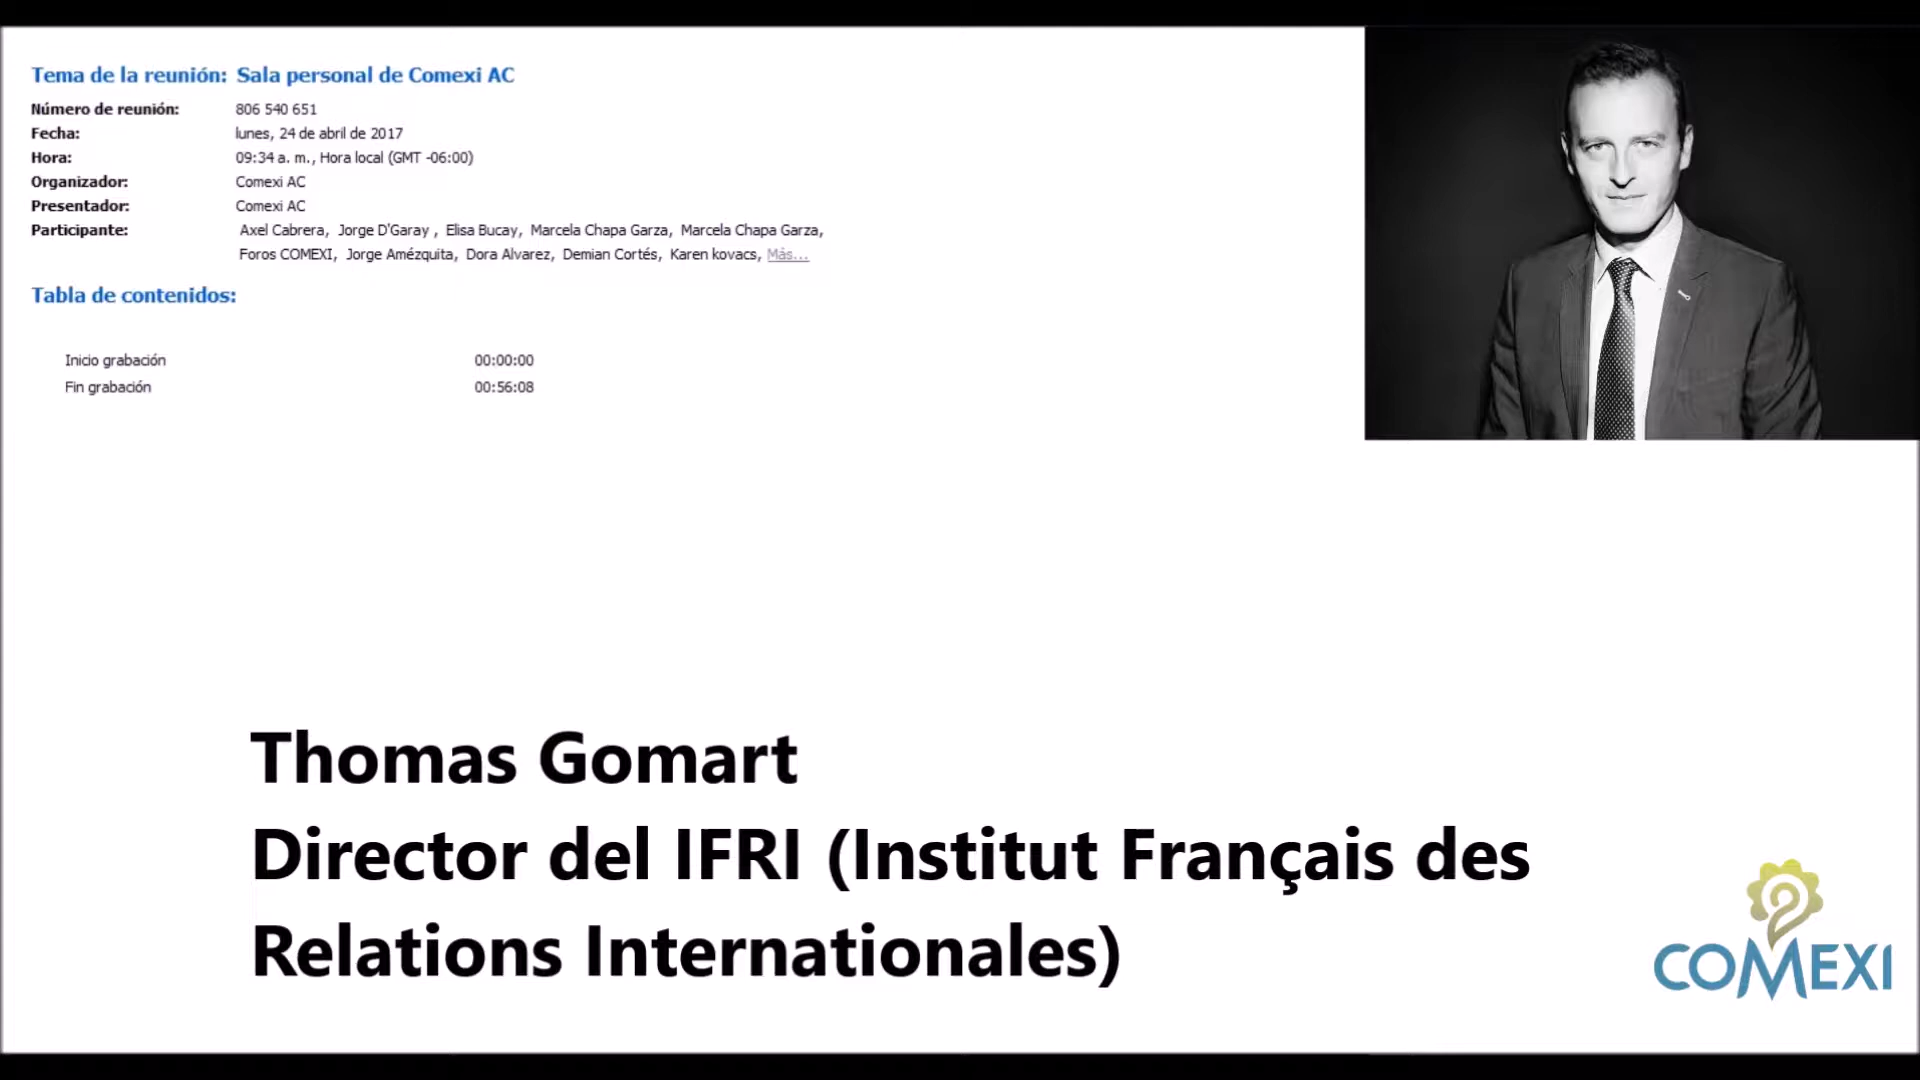 Tema de la reunión: Sala personal de Comexi AC
Número de reunión: 806 540 651
Fecha: lunes, 24 de abril de 2017
Hora: 09:34 a. m., Hora local (GMT -06:00)
Organizador: Comexi AC
Presentador: Comexi AC
Participante: Axel Cabrera, Jorge D'Garay , Elisa Bucay, Marcela Chapa Garza, Marcela Chapa Garza,
Foros COMEXI, Jorge Amézquita, Dora Alvarez, Demian Cortés, Karen kovacs, Más...
Tabla de contenidos:
Inicio grabación 00:00:00
Fin grabación 00:56:08
Thomas Gomart
Director del IFRI (Institut Français des
Relations Internationales)
COMEXI